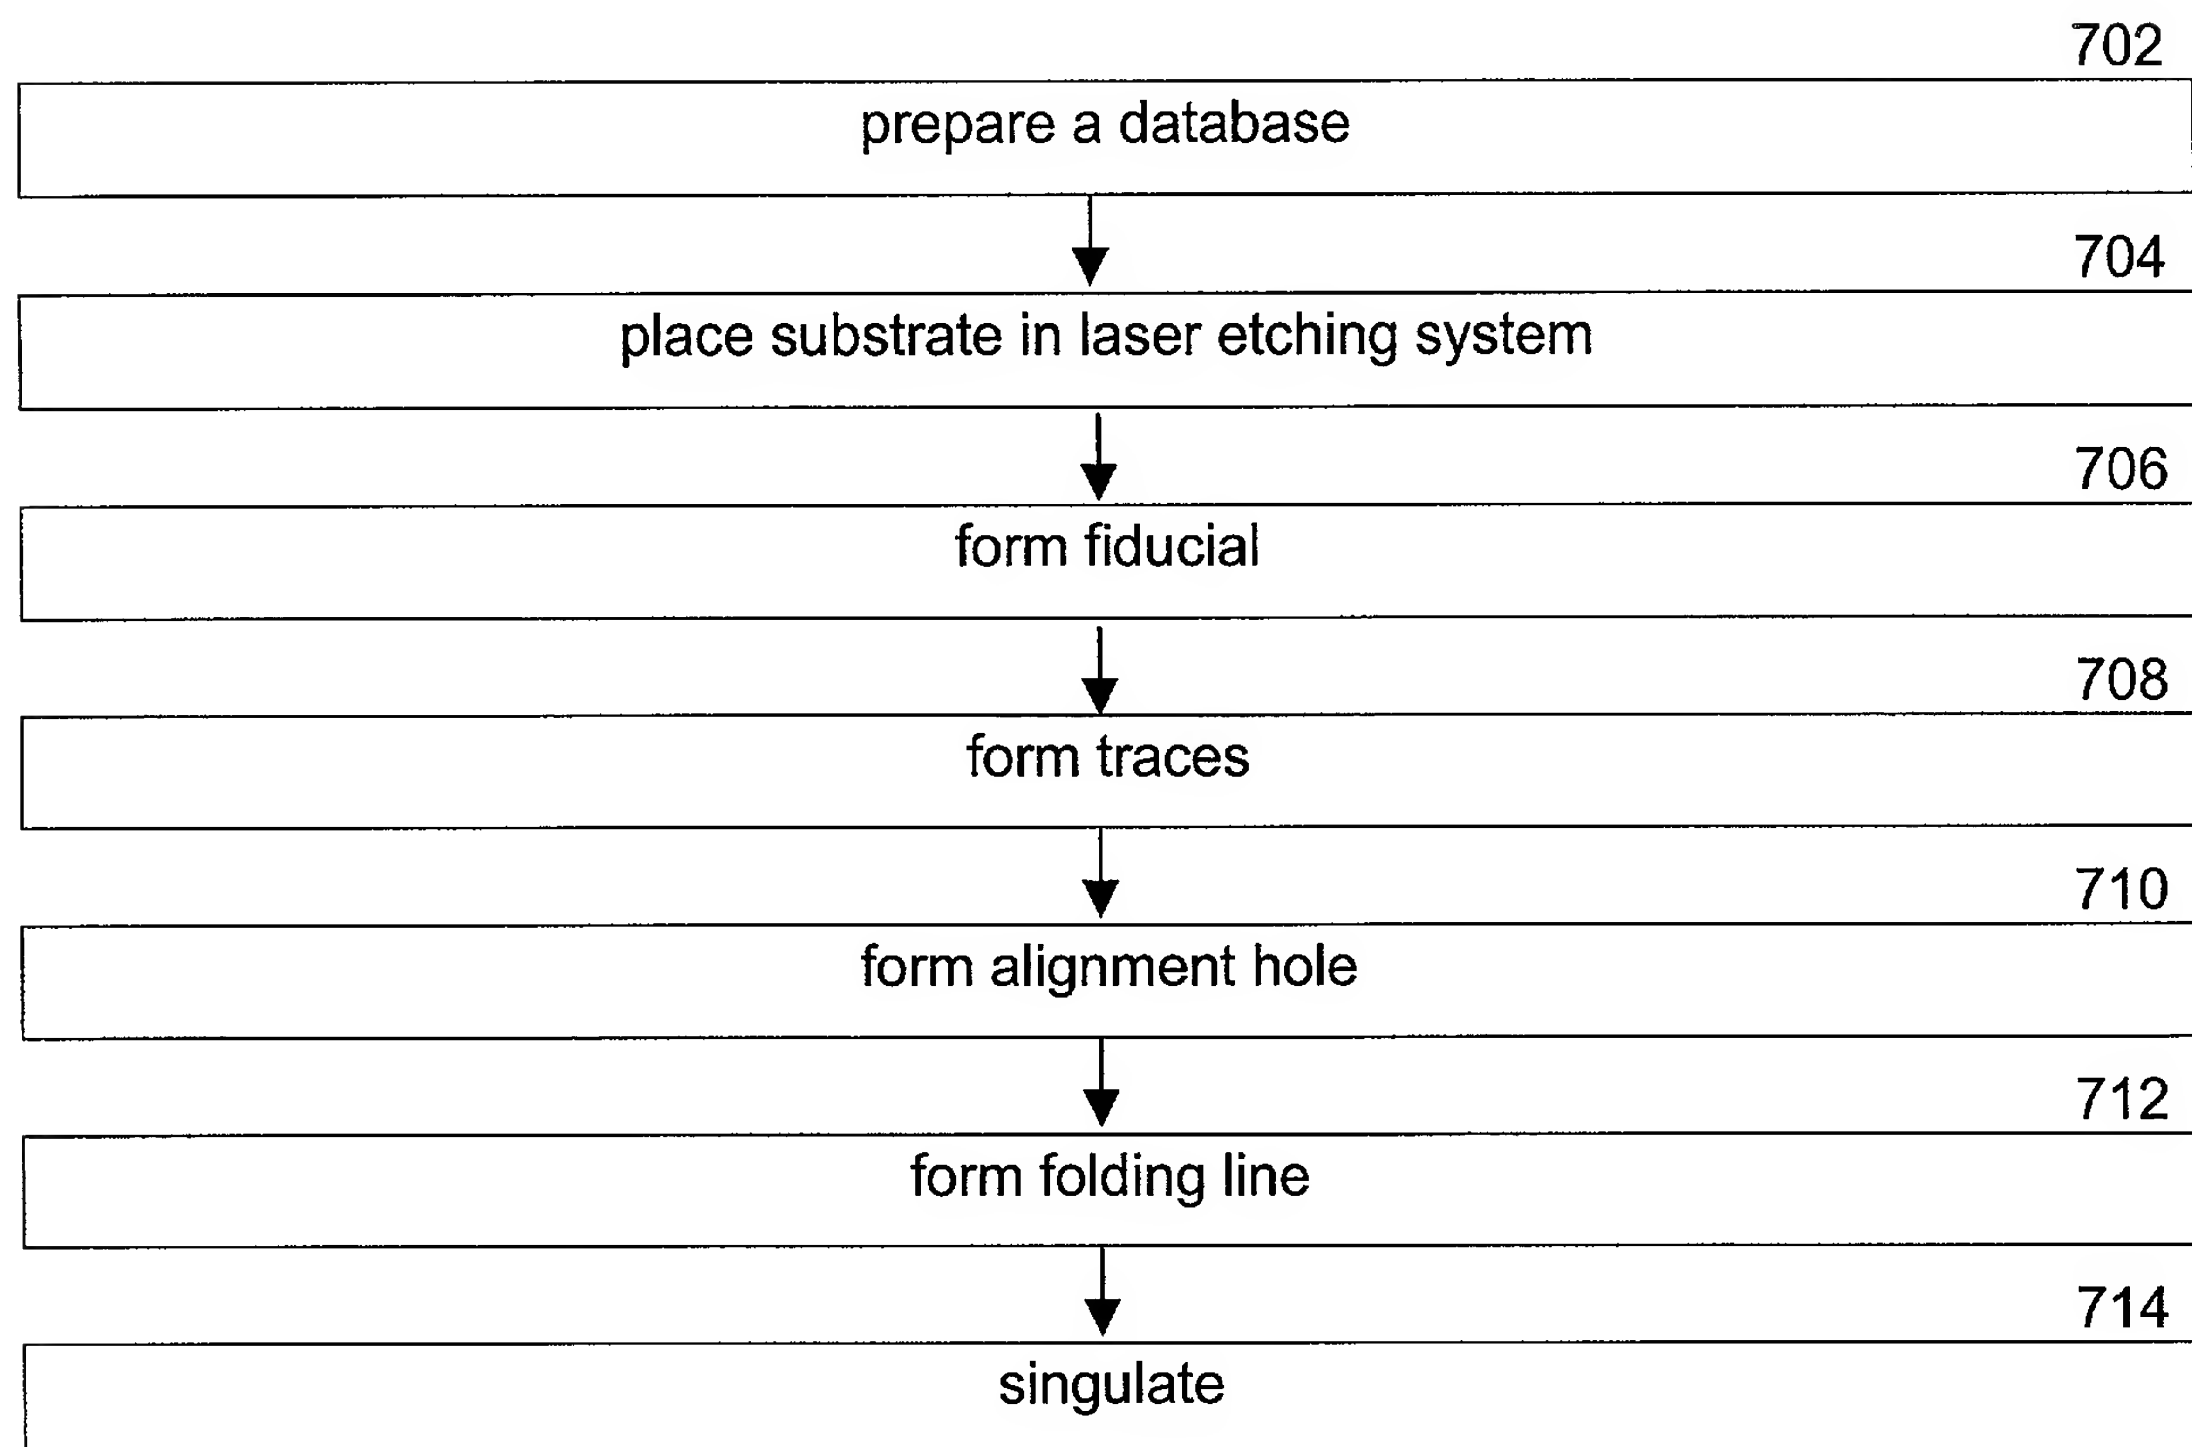 702
prepare a database
704
place substrate in laser etching system
706
form fiducial
708
form traces
710
form alignment hole
712
form folding line
714
singulate